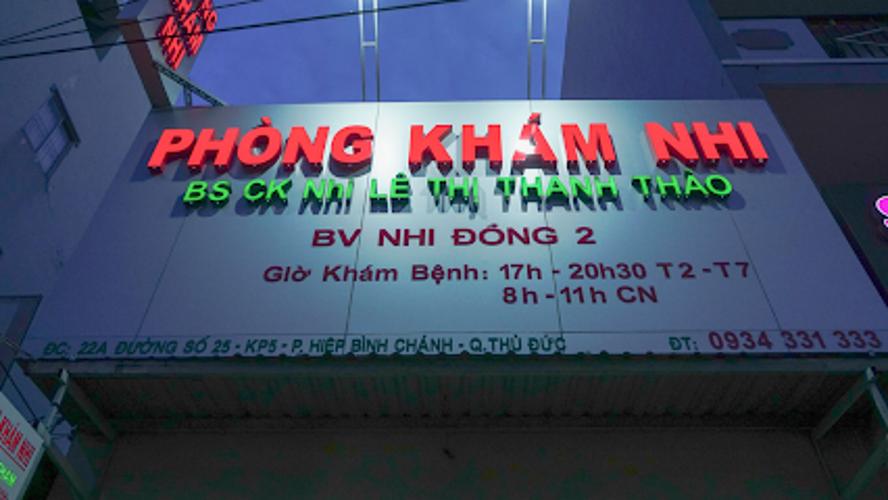 PHÒNG KHÁM NHI
BS CK Nhi LÊ THỊ THANH THẢO
BV NHI ĐỒNG 2
Giờ Khám Bệnh: 17h - 20h30 T2 - T7
8h - 11h CN
ĐC: 22A ĐƯỜNG SỐ 25 - KP5 - P. HIỆP BÌNH CHÁNH - Q.THỦ ĐỨC
ĐT: 0934 331 333
KHÁM NHI